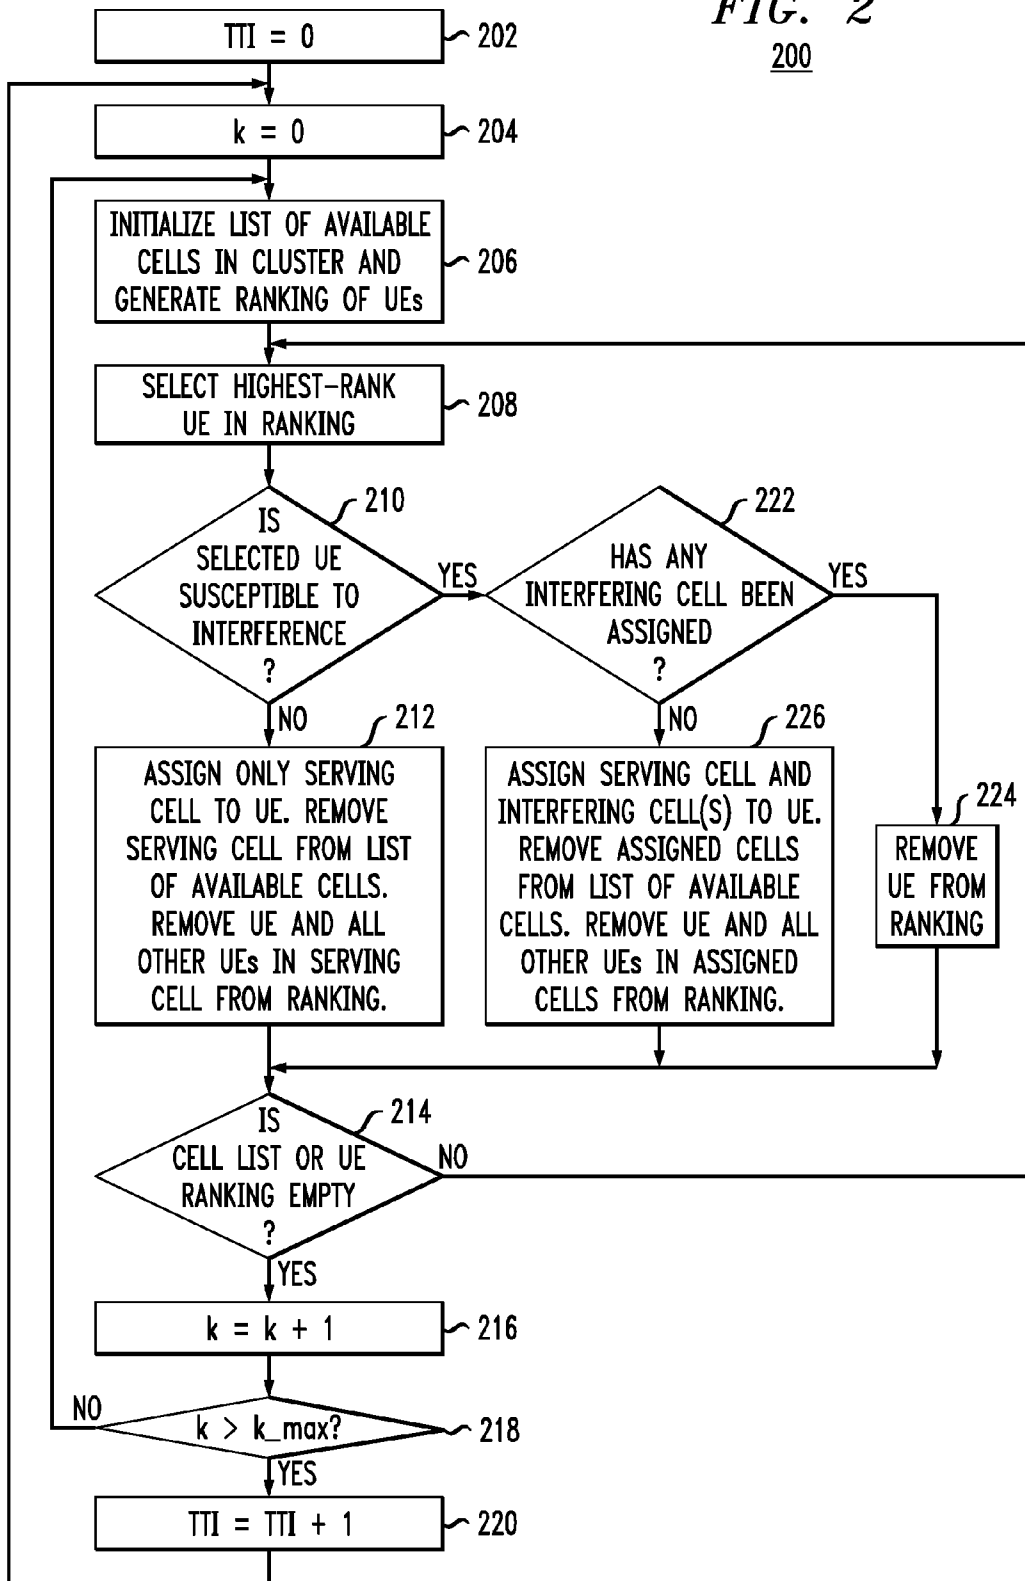 FIG. 2
200
TTI = 0
202
k = 0
204
INITIALIZE LIST OF AVAILABLE
CELLS IN CLUSTER AND
GENERATE RANKING OF UEs
206
SELECT HIGHEST-RANK
UE IN RANKING
208
IS
SELECTED UE
SUSCEPTIBLE TO
INTERFERENCE
?
210
YES
NO
HAS ANY
INTERFERING CELL BEEN
ASSIGNED
?
222
YES
NO
ASSIGN ONLY SERVING
CELL TO UE. REMOVE
SERVING CELL FROM LIST
OF AVAILABLE CELLS.
REMOVE UE AND ALL
OTHER UEs IN SERVING
CELL FROM RANKING.
212
ASSIGN SERVING CELL AND
INTERFERING CELL(S) TO UE.
REMOVE ASSIGNED CELLS
FROM LIST OF AVAILABLE
CELLS. REMOVE UE AND ALL
OTHER UEs IN ASSIGNED
CELLS FROM RANKING.
226
REMOVE
UE FROM
RANKING
224
IS
CELL LIST OR UE
RANKING EMPTY
?
214
NO
YES
k = k + 1
216
k > k_max?
218
NO
YES
TTI = TTI + 1
220